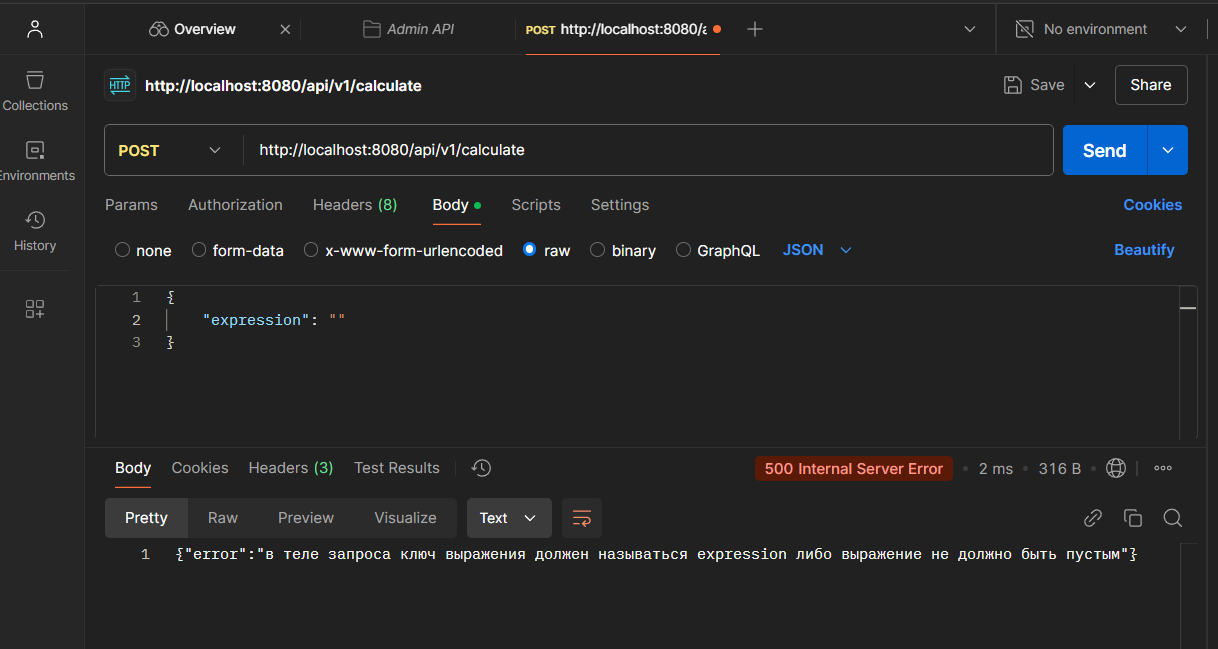 Overview
Admin API
POST http://localhost:8080/a
No environment
HTTP http://localhost:8080/api/v1/calculate
Save
Share
Collections
POST
http://localhost:8080/api/v1/calculate
Send
Environments
Params Authorization Headers (8) Body Scripts Settings Cookies
History
none form-data x-www-form-urlencoded raw binary GraphQL JSON Beautify
1 {
2 "expression": ""
3 }
Body Cookies Headers (3) Test Results
500 Internal Server Error • 2 ms • 316 B
Pretty Raw Preview Visualize Text
1 {"error":"в теле запроса ключ выражения должен называться expression либо выражение не должно быть пустым"}